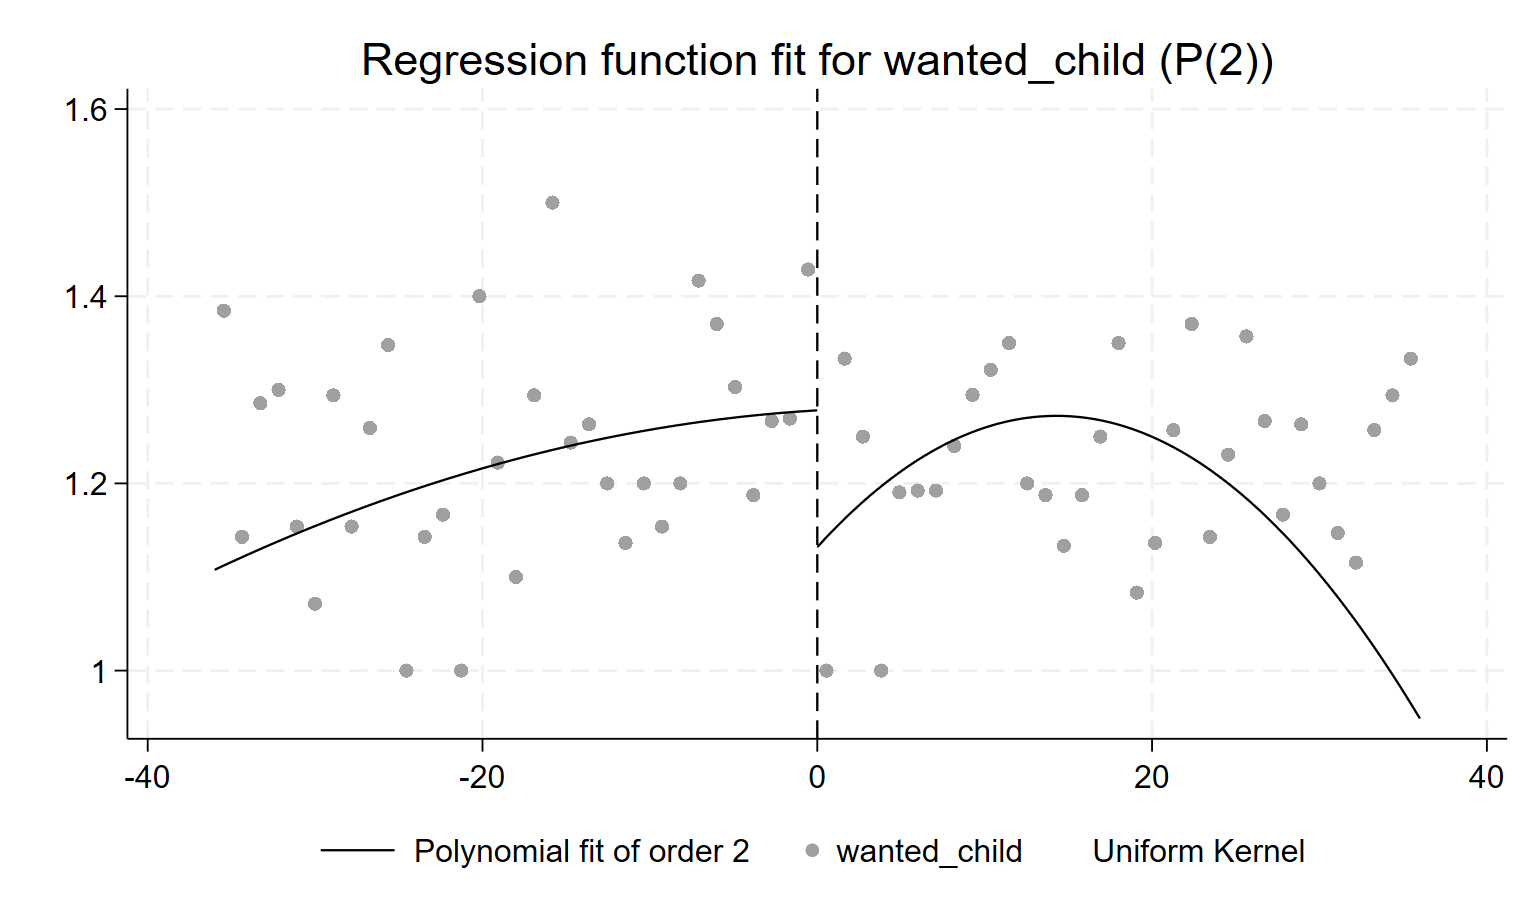 Regression function fit for wanted_child (P(2))
1.6
1.4
1.2
1
-40 -20 0 20 40
Polynomial fit of order 2 wanted_child Uniform Kernel